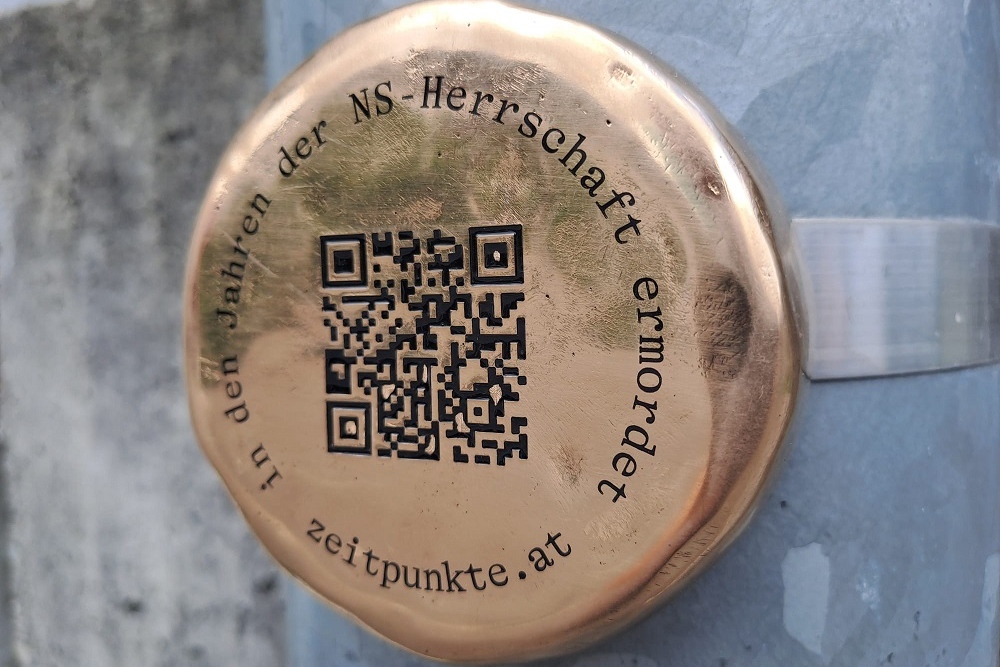 in den Jahren der NS-Herrschaft ermordet
zeitpunkte.at